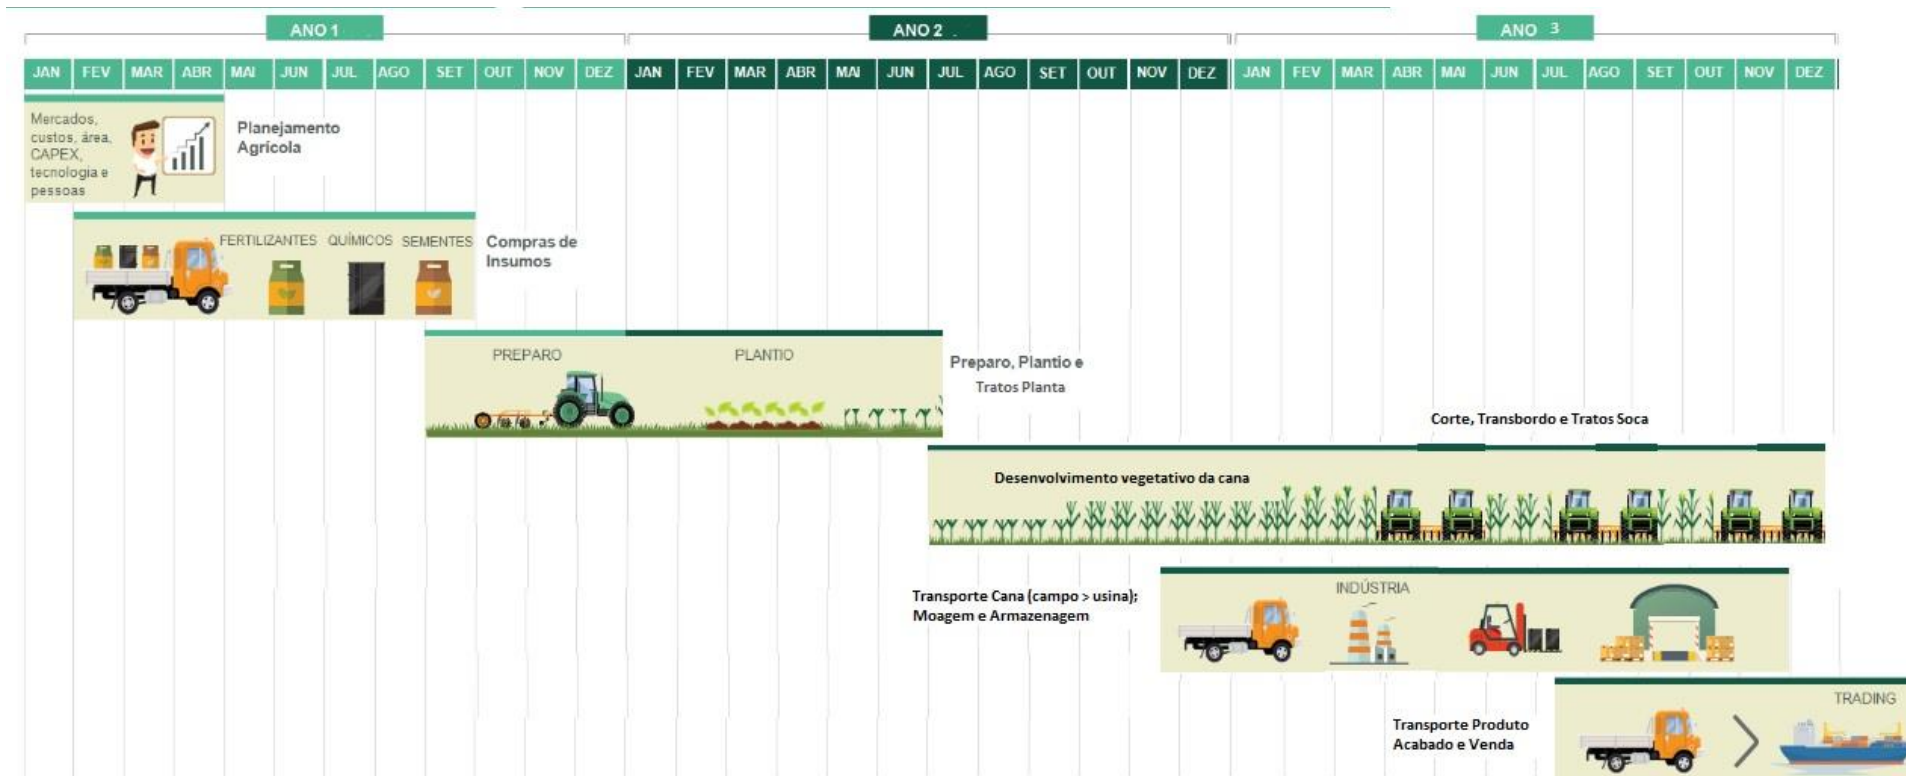 ANO 1
ANO 2
ANO 3
JAN FEV MAR ABR MAI JUN JUL AGO SET OUT NOV DEZ JAN FEV MAR ABR MAI JUN JUL AGO SET OUT NOV DEZ JAN FEV MAR ABR MAI JUN JUL AGO SET OUT NOV DEZ
Mercados,
custos, área,
CAPEX,
tecnologia e
pessoas
Planejamento
Agrícola
FERTILIZANTES QUÍMICOS SEMENTES
Compras de
Insumos
PREPARO
PLANTIO
Preparo, Plantio e
Tratos Planta
Corte, Transbordo e Tratos Soca
Desenvolvimento vegetativo da cana
Transporte Cana (campo > usina);
Moagem e Armazenagem
INDÚSTRIA
Transporte Produto
Acabado e Venda
TRADING